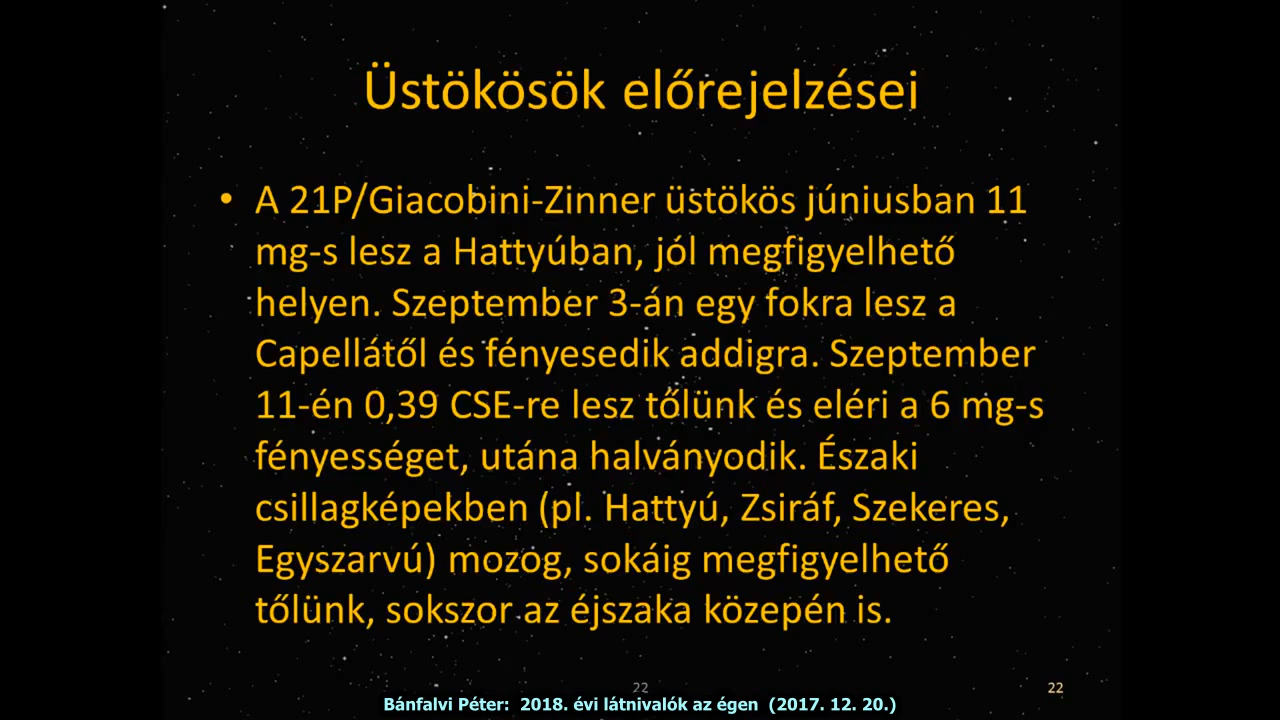 Üstökösök előrejelzései
• A 21P/Giacobini-Zinner üstökös júniusban 11
mg-s lesz a Hattyúban, jól megfigyelhető
helyen. Szeptember 3-án egy fokra lesz a
Capellától és fényesedik addigra. Szeptember
11-én 0,39 CSE-re lesz tőlünk és eléri a 6 mg-s
fényességet, utána halványodik. Északi
csillagképekben (pl. Hattyú, Zsiráf, Szekeres,
Egyszarvú) mozog, sokáig megfigyelhető
tőlünk, sokszor az éjszaka közepén is.
22
22
Bánfalvi Péter: 2018. évi látnivalók az égen (2017. 12. 20.)